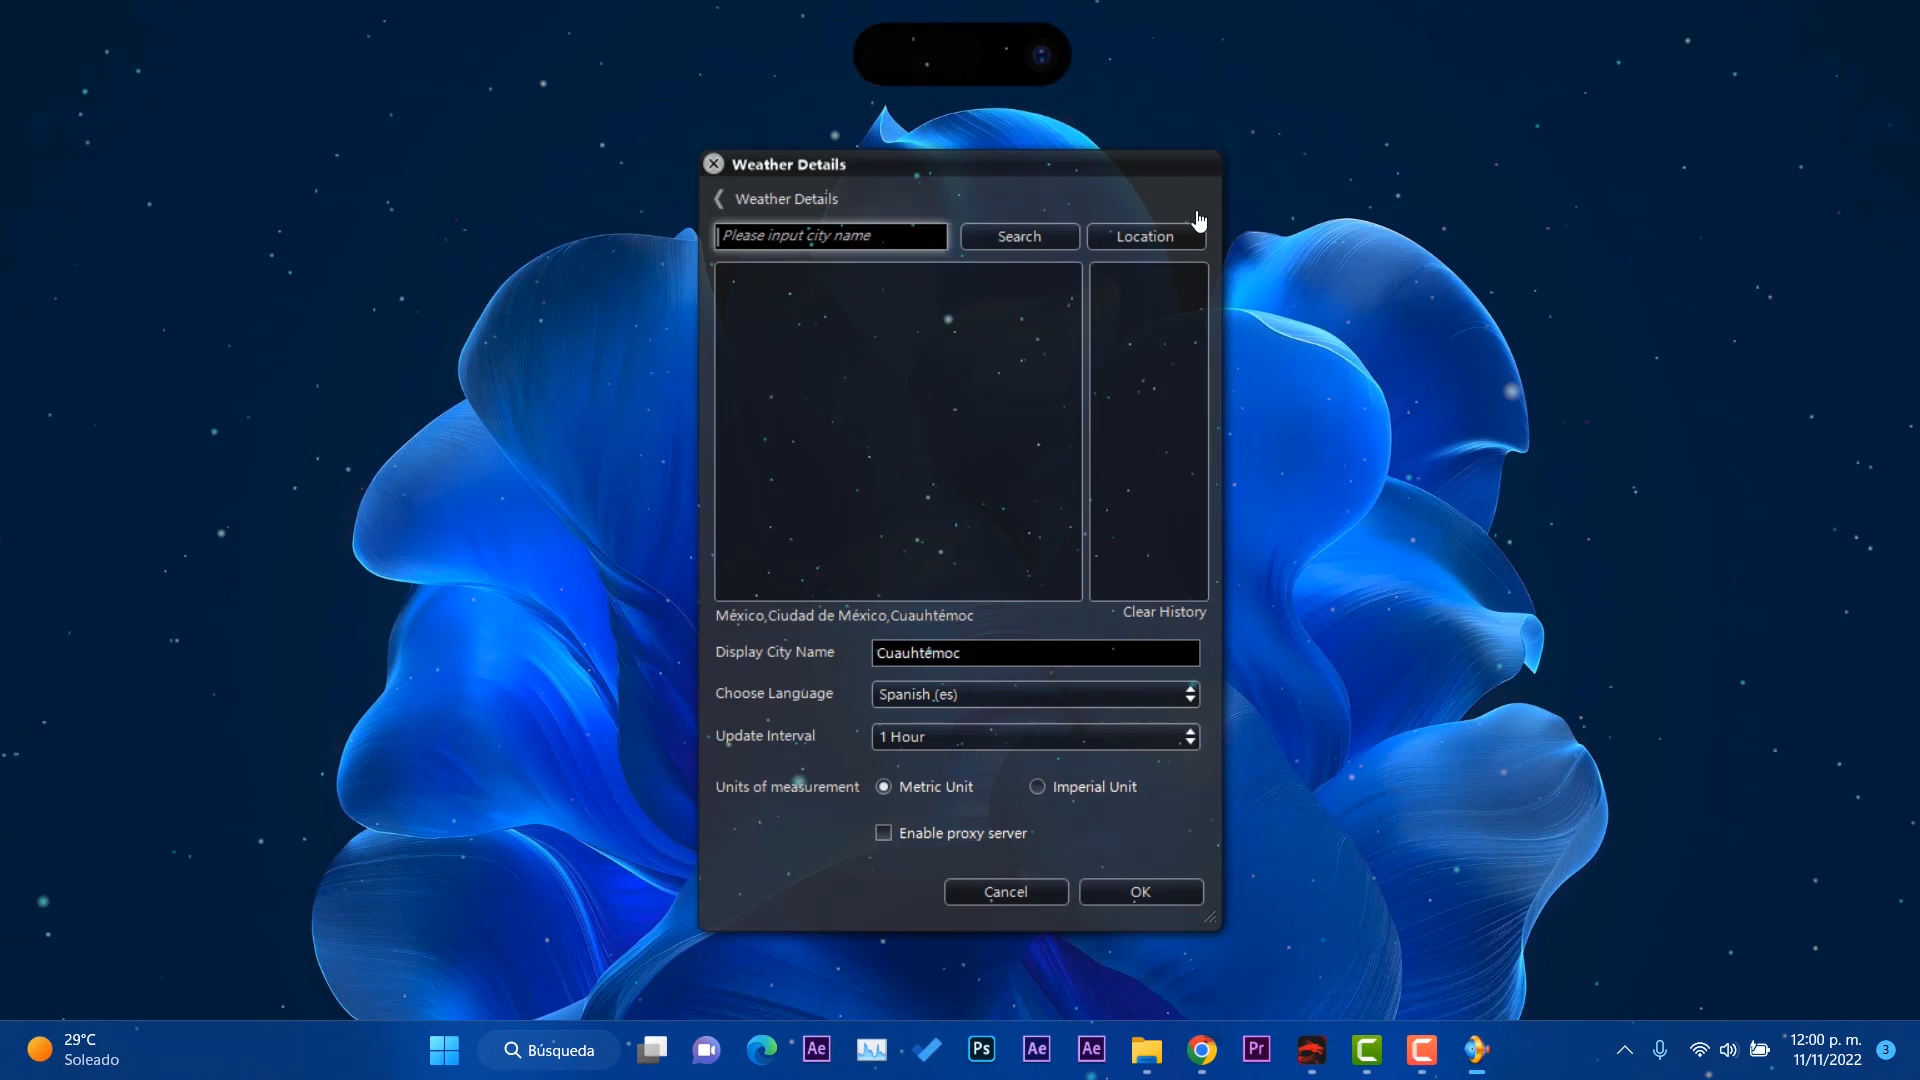 Weather Details
Weather Details
Please input city name
Search
Location
México,Ciudad de México,Cuauhtémoc
Clear History
Display City Name
Cuauhtémoc
Choose Language
Spanish (es)
Update Interval
1 Hour
Units of measurement
Metric Unit
Imperial Unit
Enable proxy server
Cancel
OK
29°C
Soleado
Búsqueda
Ae
Ps
Ae
Ae
Pr
C
C
12:00 p. m.
11/11/2022
3